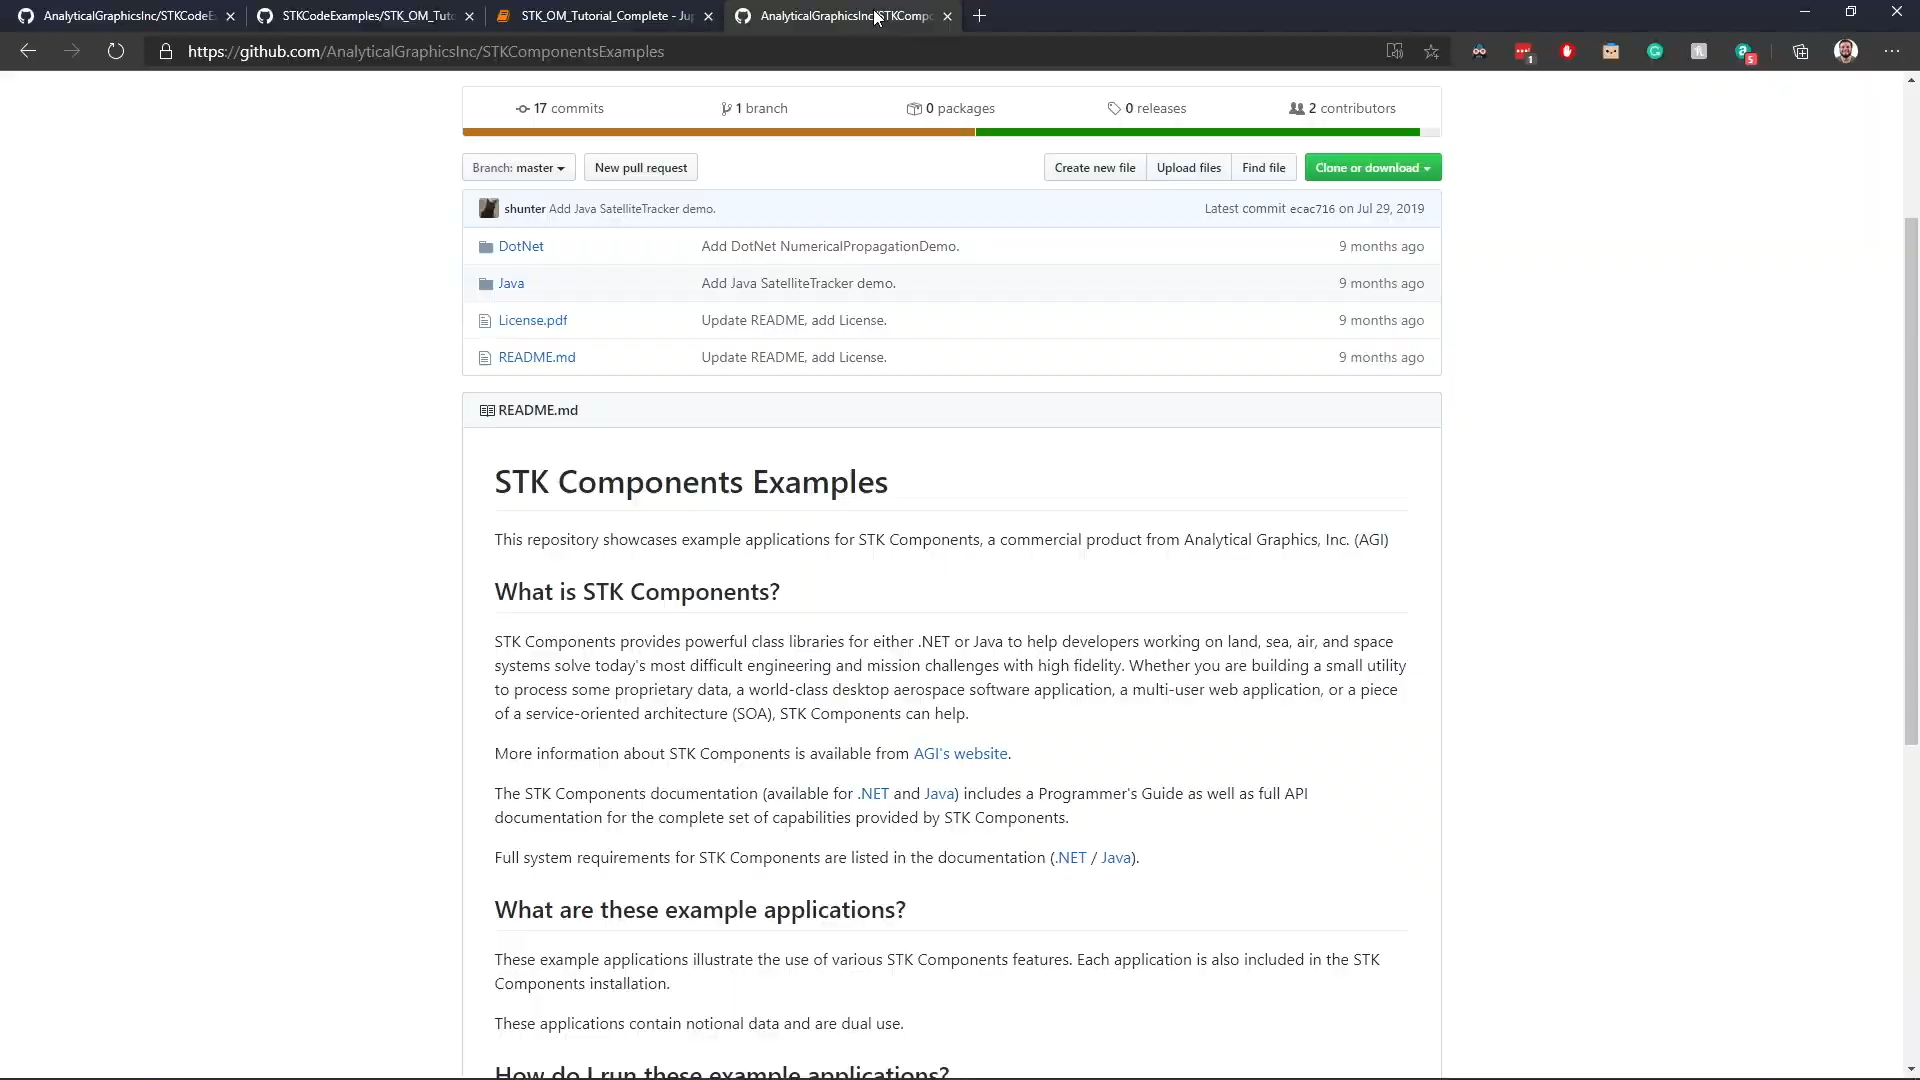 AnalyticalGraphicsInc/STKCodeE
STKCodeExamples/STK_OM_Tuto
STK_OM_Tutorial_Complete - Jup
AnalyticalGraphicsInc/STKCompo
https://github.com/AnalyticalGraphicsInc/STKComponentsExamples
1
5
17 commits
1 branch
0 packages
0 releases
2 contributors
Branch: master
New pull request
Create new file
Upload files
Find file
Clone or download
shunter Add Java SatelliteTracker demo.
Latest commit ecac716 on Jul 29, 2019
DotNet
Add DotNet NumericalPropagationDemo.
9 months ago
Java
Add Java SatelliteTracker demo.
9 months ago
License.pdf
Update README, add License.
9 months ago
README.md
Update README, add License.
9 months ago
README.md
STK Components Examples
This repository showcases example applications for STK Components, a commercial product from Analytical Graphics, Inc. (AGI)
What is STK Components?
STK Components provides powerful class libraries for either .NET or Java to help developers working on land, sea, air, and space
systems solve today's most difficult engineering and mission challenges with high fidelity. Whether you are building a small utility
to process some proprietary data, a world-class desktop aerospace software application, a multi-user web application, or a piece
of a service-oriented architecture (SOA), STK Components can help.
More information about STK Components is available from AGI's website.
The STK Components documentation (available for .NET and Java) includes a Programmer's Guide as well as full API
documentation for the complete set of capabilities provided by STK Components.
Full system requirements for STK Components are listed in the documentation (.NET / Java).
What are these example applications?
These example applications illustrate the use of various STK Components features. Each application is also included in the STK
Components installation.
These applications contain notional data and are dual use.
How do I run these example applications?